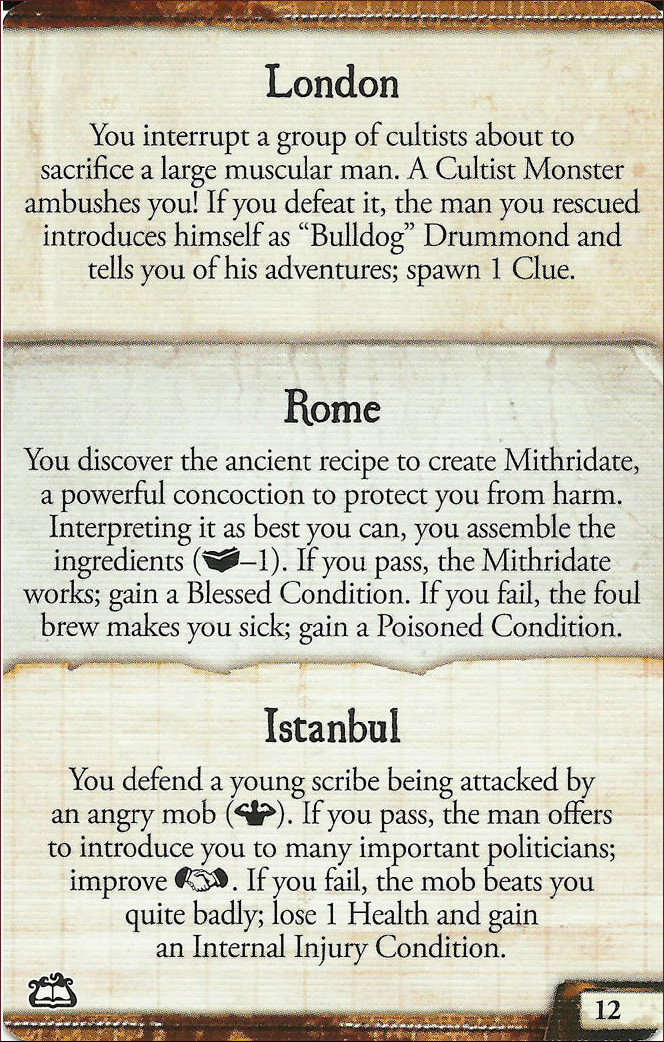 London
You interrupt a group of cultists about to
sacrifice a large muscular man. A Cultist Monster
ambushes you! If you defeat it, the man you rescued
introduces himself as “Bulldog” Drummond and
tells you of his adventures; spawn 1 Clue.
Rome
You discover the ancient recipe to create Mithridate,
a powerful concoction to protect you from harm.
Interpreting it as best you can, you assemble the
ingredients ( –1). If you pass, the Mithridate
works; gain a Blessed Condition. If you fail, the foul
brew makes you sick; gain a Poisoned Condition.
Istanbul
You defend a young scribe being attacked by
an angry mob ( ). If you pass, the man offers
to introduce you to many important politicians;
improve . If you fail, the mob beats you
quite badly; lose 1 Health and gain
an Internal Injury Condition.
12